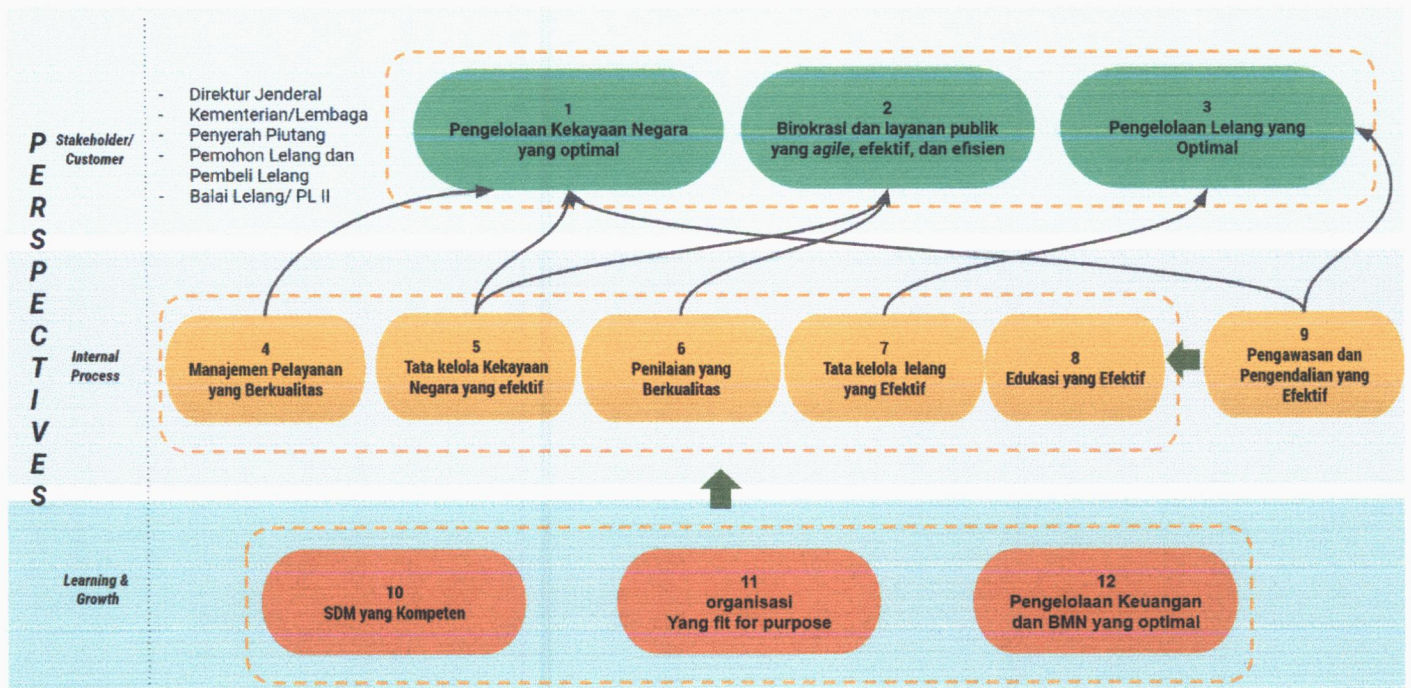 PERSPECTIVES
Stakeholder/
Customer
- Direktur Jenderal
- Kementerian/Lembaga
- Penyerah Piutang
- Pemohon Lelang dan
Pembeli Lelang
- Balai Lelang/ PL II
1
Pengelolaan Kekayaan Negara
yang optimal
2
Birokrasi dan layanan publik
yang agile, efektif, dan efisien
3
Pengelolaan Lelang yang
Optimal
Internal
Process
4
Manajemen Pelayanan
yang Berkualitas
5
Tata kelola Kekayaan
Negara yang efektif
6
Penilaian yang
Berkualitas
7
Tata kelola lelang
yang Efektif
8
Edukasi yang Efektif
9
Pengawasan dan
Pengendalian yang
Efektif
Learning &
Growth
10
SDM yang Kompeten
11
organisasi
Yang fit for purpose
12
Pengelolaan Keuangan
dan BMN yang optimal